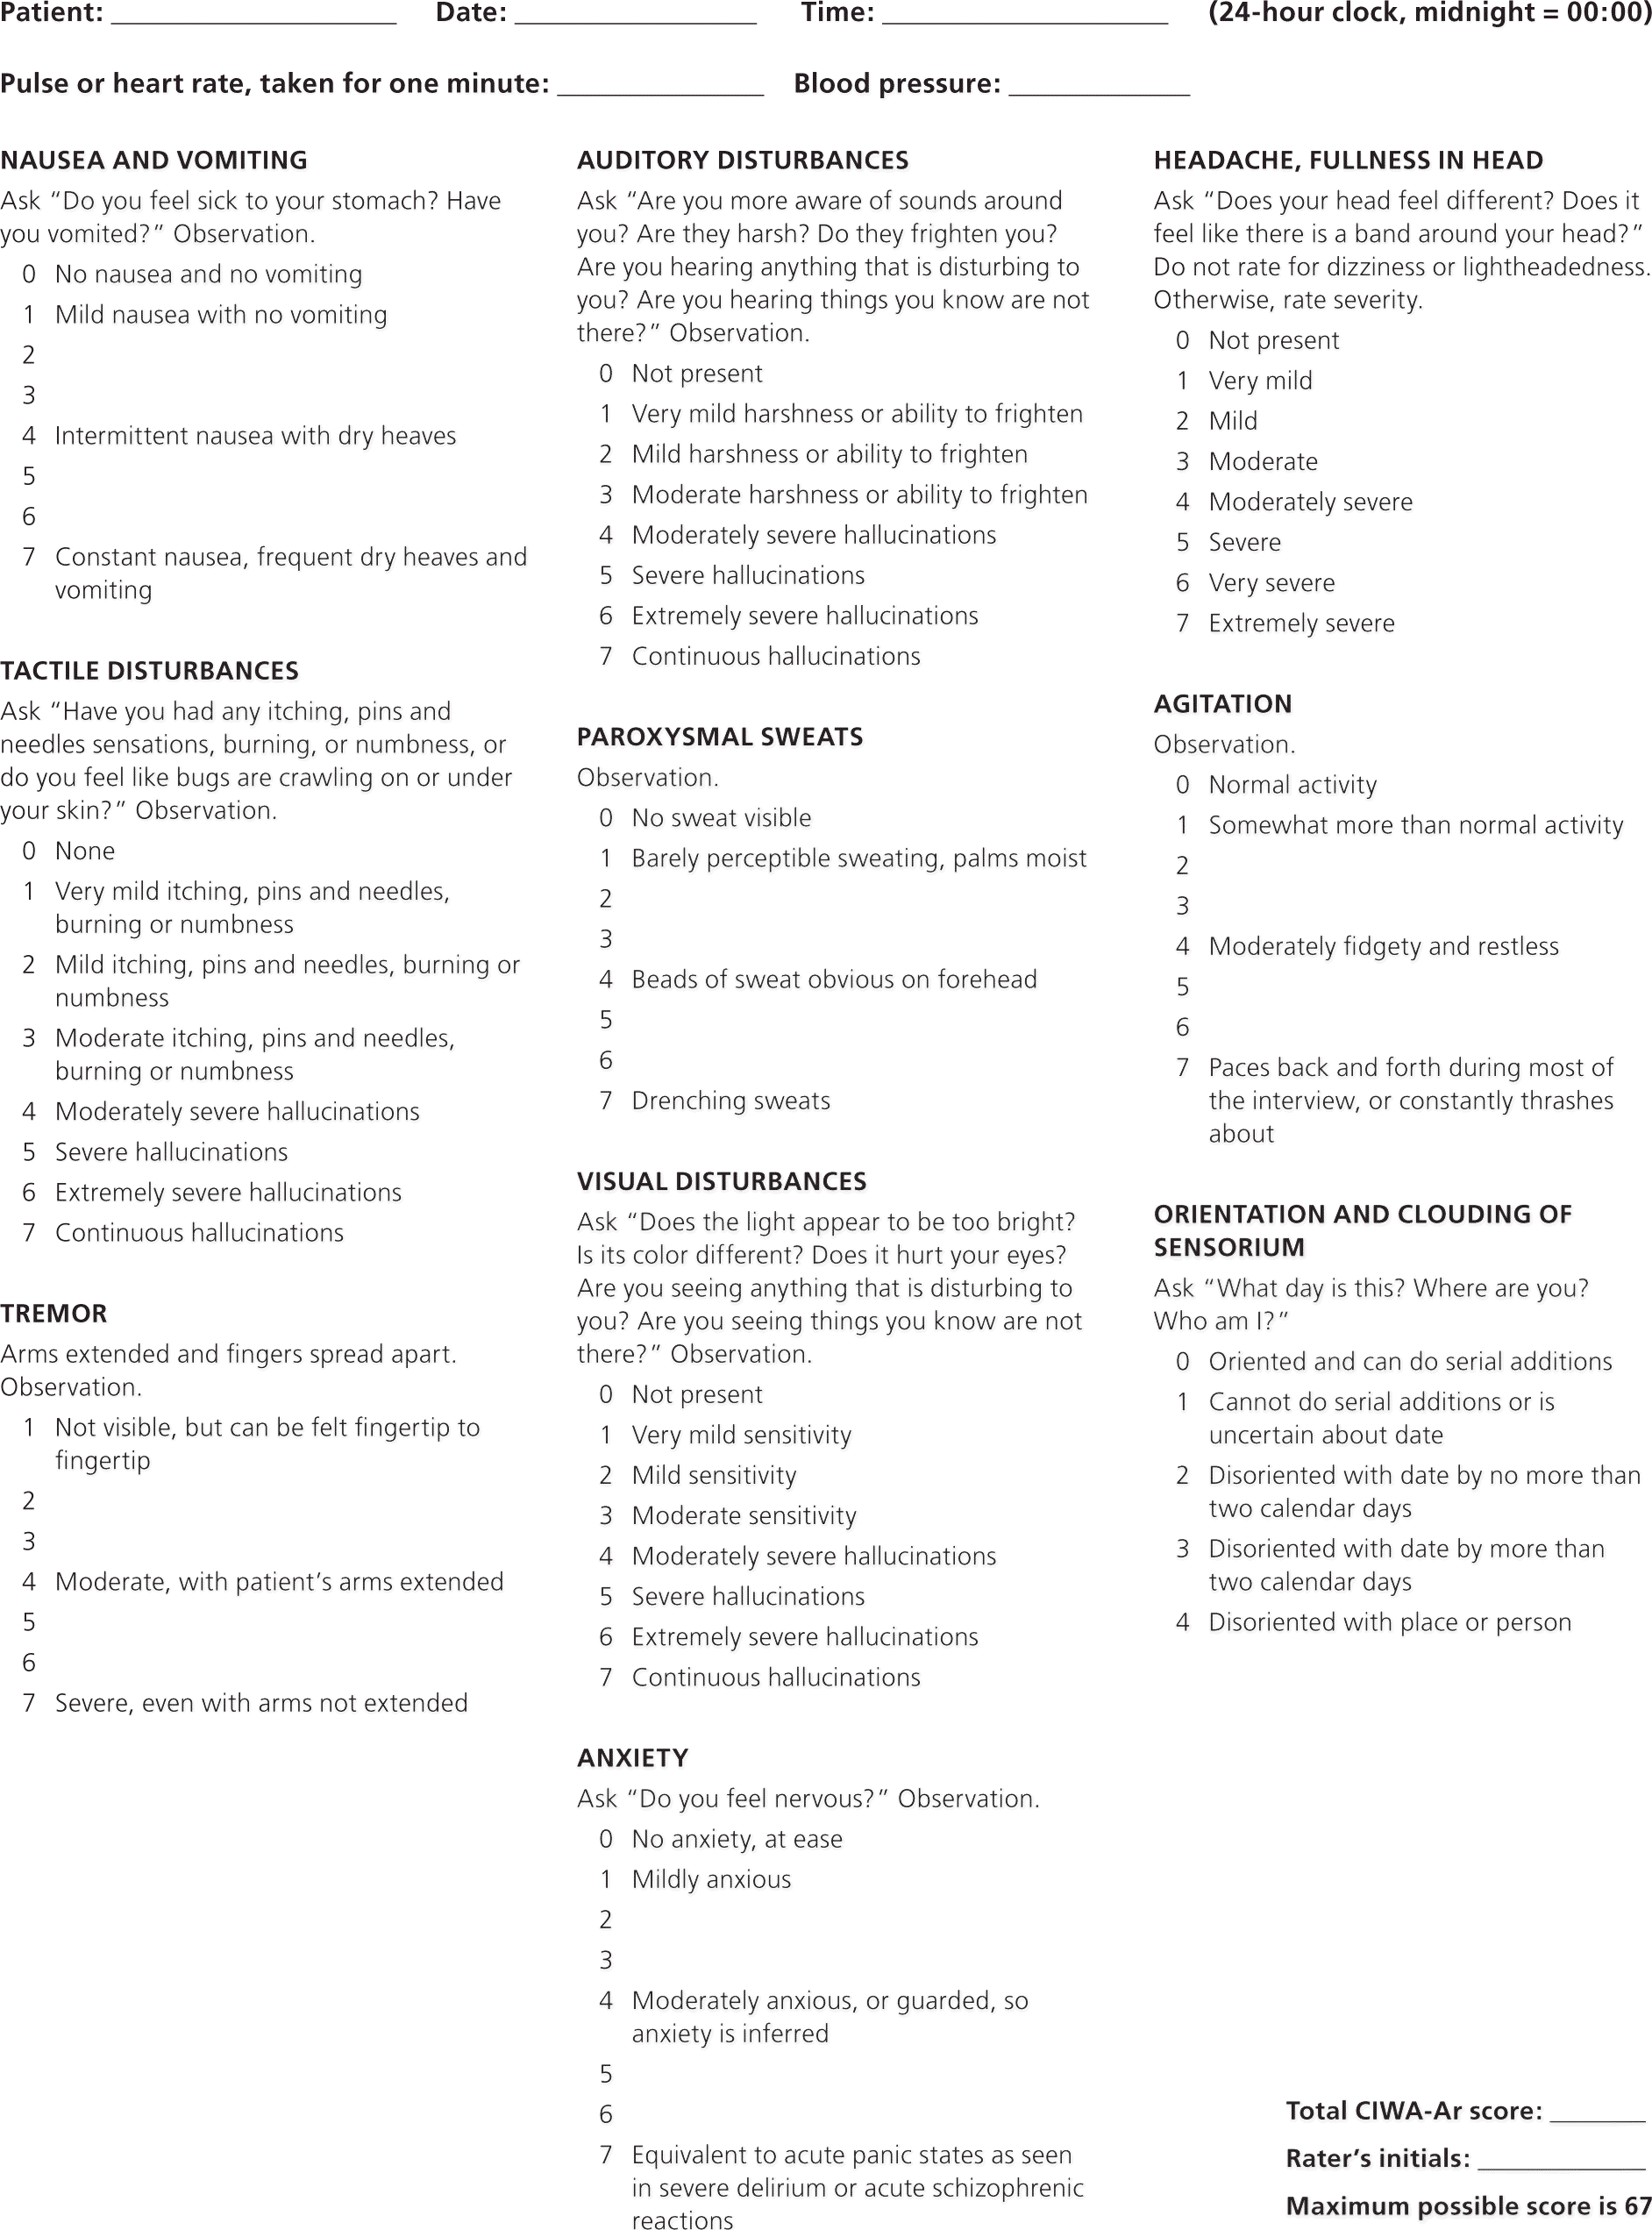 Patient: ____________________ Date: _________________ Time: ____________________ (24-hour clock, midnight = 00:00)
Pulse or heart rate, taken for one minute: ______________ Blood pressure: ____________
NAUSEA AND VOMITING
Ask “Do you feel sick to your stomach? Have
you vomited?” Observation.
0 No nausea and no vomiting
1 Mild nausea with no vomiting
2
3
4 Intermittent nausea with dry heaves
5
6
7 Constant nausea, frequent dry heaves and
vomiting
TACTILE DISTURBANCES
Ask “Have you had any itching, pins and
needles sensations, burning, or numbness, or
do you feel like bugs are crawling on or under
your skin?” Observation.
0 None
1 Very mild itching, pins and needles,
burning or numbness
2 Mild itching, pins and needles, burning or
numbness
3 Moderate itching, pins and needles,
burning or numbness
4 Moderately severe hallucinations
5 Severe hallucinations
6 Extremely severe hallucinations
7 Continuous hallucinations
TREMOR
Arms extended and fingers spread apart.
Observation.
1 Not visible, but can be felt fingertip to
fingertip
2
3
4 Moderate, with patient’s arms extended
5
6
7 Severe, even with arms not extended
AUDITORY DISTURBANCES
Ask “Are you more aware of sounds around
you? Are they harsh? Do they frighten you?
Are you hearing anything that is disturbing to
you? Are you hearing things you know are not
there?” Observation.
0 Not present
1 Very mild harshness or ability to frighten
2 Mild harshness or ability to frighten
3 Moderate harshness or ability to frighten
4 Moderately severe hallucinations
5 Severe hallucinations
6 Extremely severe hallucinations
7 Continuous hallucinations
PAROXYSMAL SWEATS
Observation.
0 No sweat visible
1 Barely perceptible sweating, palms moist
2
3
4 Beads of sweat obvious on forehead
5
6
7 Drenching sweats
VISUAL DISTURBANCES
Ask “Does the light appear to be too bright?
Is its color different? Does it hurt your eyes?
Are you seeing anything that is disturbing to
you? Are you seeing things you know are not
there?” Observation.
0 Not present
1 Very mild sensitivity
2 Mild sensitivity
3 Moderate sensitivity
4 Moderately severe hallucinations
5 Severe hallucinations
6 Extremely severe hallucinations
7 Continuous hallucinations
ANXIETY
Ask “Do you feel nervous?” Observation.
0 No anxiety, at ease
1 Mildly anxious
2
3
4 Moderately anxious, or guarded, so
anxiety is inferred
5
6
7 Equivalent to acute panic states as seen
in severe delirium or acute schizophrenic
reactions
HEADACHE, FULLNESS IN HEAD
Ask “Does your head feel different? Does it
feel like there is a band around your head?”
Do not rate for dizziness or lightheadedness.
Otherwise, rate severity.
0 Not present
1 Very mild
2 Mild
3 Moderate
4 Moderately severe
5 Severe
6 Very severe
7 Extremely severe
AGITATION
Observation.
0 Normal activity
1 Somewhat more than normal activity
2
3
4 Moderately fidgety and restless
5
6
7 Paces back and forth during most of
the interview, or constantly thrashes
about
ORIENTATION AND CLOUDING OF
SENSORIUM
Ask “What day is this? Where are you?
Who am I?”
0 Oriented and can do serial additions
1 Cannot do serial additions or is
uncertain about date
2 Disoriented with date by no more than
two calendar days
3 Disoriented with date by more than
two calendar days
4 Disoriented with place or person
Total CIWA-Ar score: _______
Rater’s initials: ____________
Maximum possible score is 67